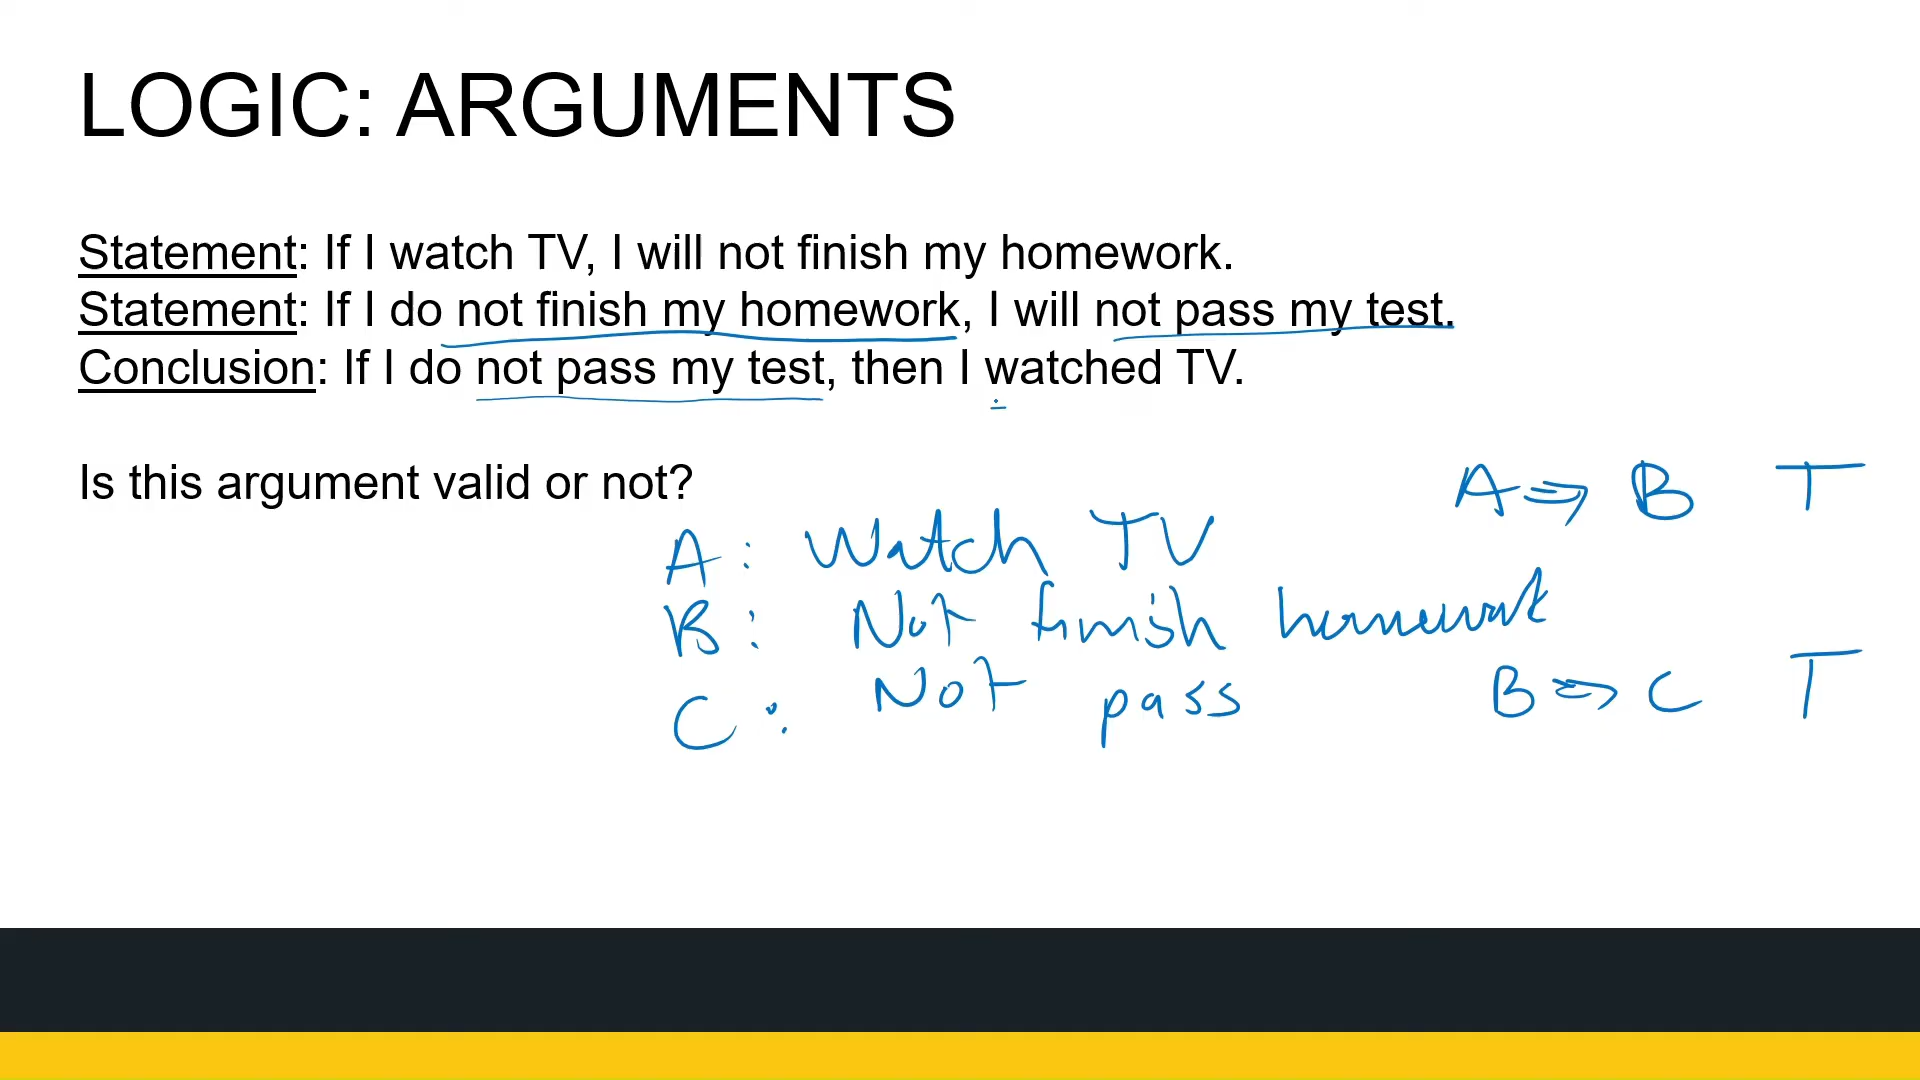 LOGIC: ARGUMENTS
Statement: If I watch TV, I will not finish my homework.
Statement: If I do not finish my homework, I will not pass my test.
Conclusion: If I do not pass my test, then I watched TV.
Is this argument valid or not?
A ⇒ B T
A: Watch TV
B: Not finish homework
B ⇒ C T
C: Not pass